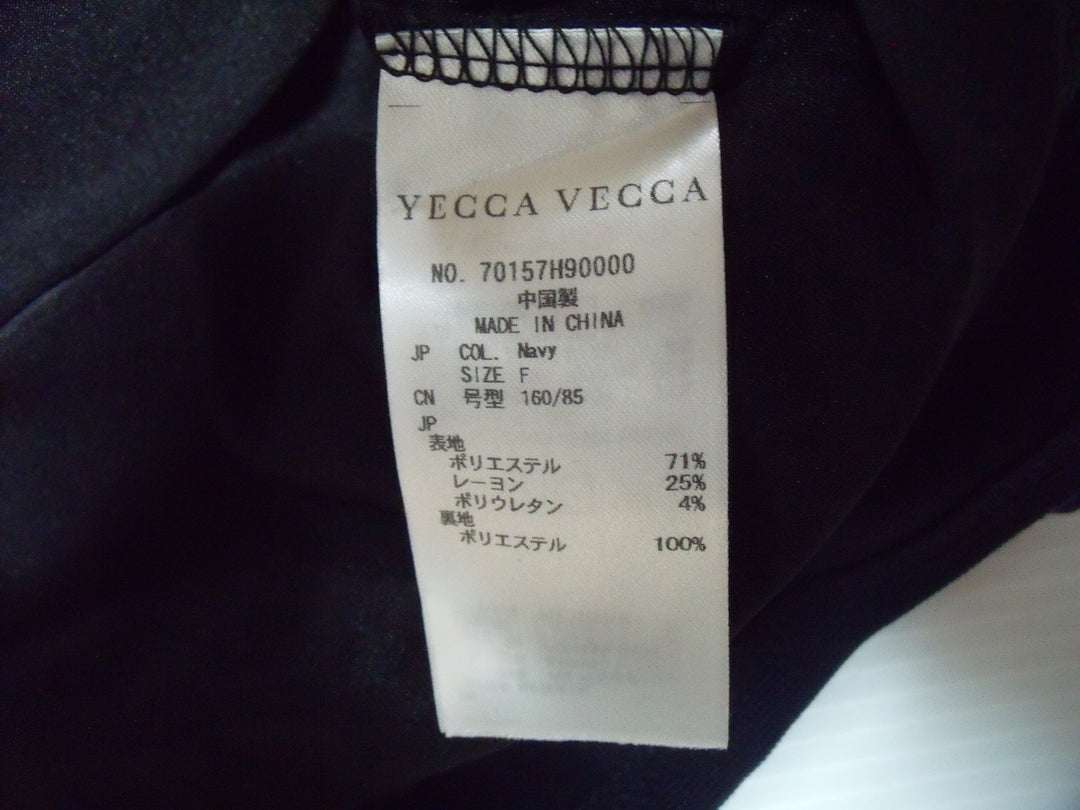 YECCA VECCA
NO. 70157H90000
中国製
MADE IN CHINA
JP COL. Navy
SIZE F
CN 号型 160/85
JP
表地
ポリエステル 71%
レーヨン 25%
ポリウレタン 4%
裏地
ポリエステル 100%